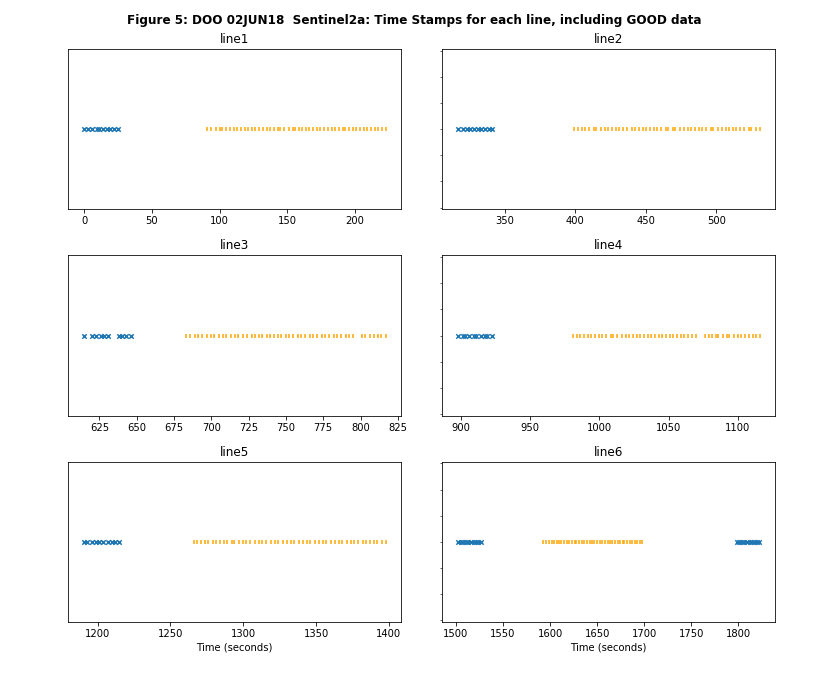 Figure 5: DOO 02JUN18  Sentinel2a: Time Stamps for each line, including GOOD data
line1
0 50 100 150 200
line2
350 400 450 500
line3
625 650 675 700 725 750 775 800 825
line4
900 950 1000 1050 1100
line5
1200 1250 1300 1350 1400
Time (seconds)
line6
1500 1550 1600 1650 1700 1750 1800
Time (seconds)